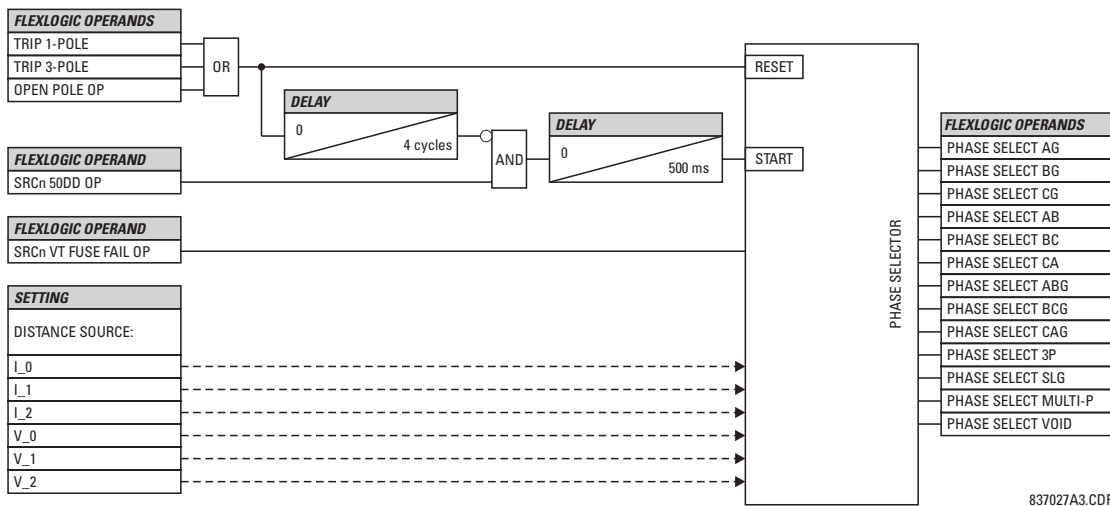 FLEXLOGIC OPERANDS
TRIP 1-POLE
TRIP 3-POLE
OPEN POLE OP
OR
RESET
DELAY
0
4 cycles
AND
DELAY
0
500 ms
START
FLEXLOGIC OPERAND
SRCn 50DD OP
FLEXLOGIC OPERAND
SRCn VT FUSE FAIL OP
SETTING
DISTANCE SOURCE:
I_0
I_1
I_2
V_0
V_1
V_2
PHASE SELECTOR
FLEXLOGIC OPERANDS
PHASE SELECT AG
PHASE SELECT BG
PHASE SELECT CG
PHASE SELECT AB
PHASE SELECT BC
PHASE SELECT CA
PHASE SELECT ABG
PHASE SELECT BCG
PHASE SELECT CAG
PHASE SELECT 3P
PHASE SELECT SLG
PHASE SELECT MULTI-P
PHASE SELECT VOID
837027A3.CDR